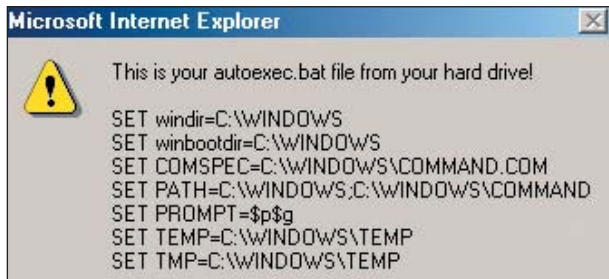 Microsoft Internet Explorer
This is your autoexec.bat file from your hard drive!
SET windir=C:\WINDOWS
SET winbootdir=C:\WINDOWS
SET COMSPEC=C:\WINDOWS\COMMAND.COM
SET PATH=C:\WINDOWS;C:\WINDOWS\COMMAND
SET PROMPT=$p$g
SET TEMP=C:\WINDOWS\TEMP
SET TMP=C:\WINDOWS\TEMP